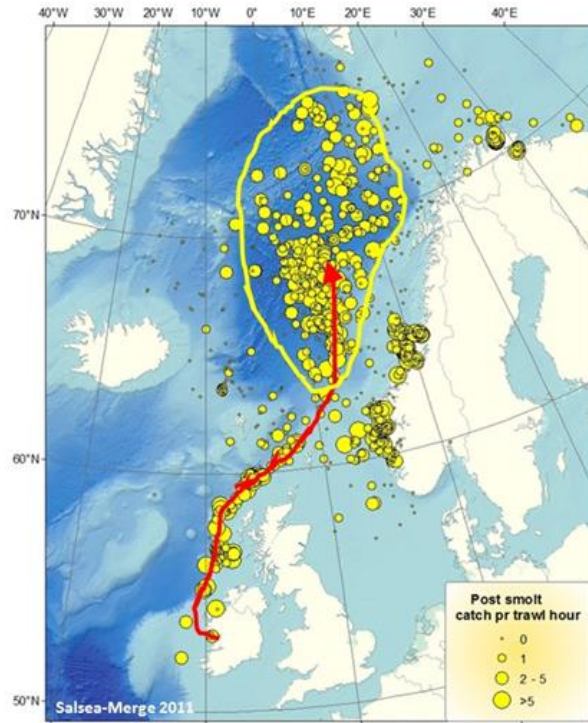 40°W 30°W 20°W 10°W 0° 10°E 20°E 30°E 40°E
70°N
60°N
50°N
Post smolt
catch pr trawl hour
0
1
2 - 5
>5
Salsea-Merge 2011